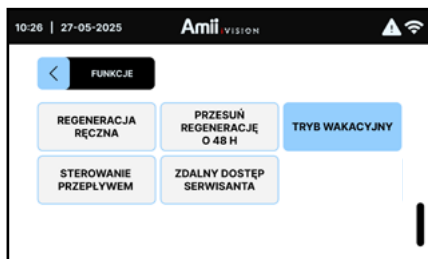 10:26 | 27-05-2025
Amii.VISION
FUNKCJE
REGENERACJA
RĘCZNA
PRZESUŃ
REGENERACJĘ
O 48 H
TRYB WAKACYJNY
STEROWANIE
PRZEPŁYWEM
ZDALNY DOSTĘP
SERWISANTA